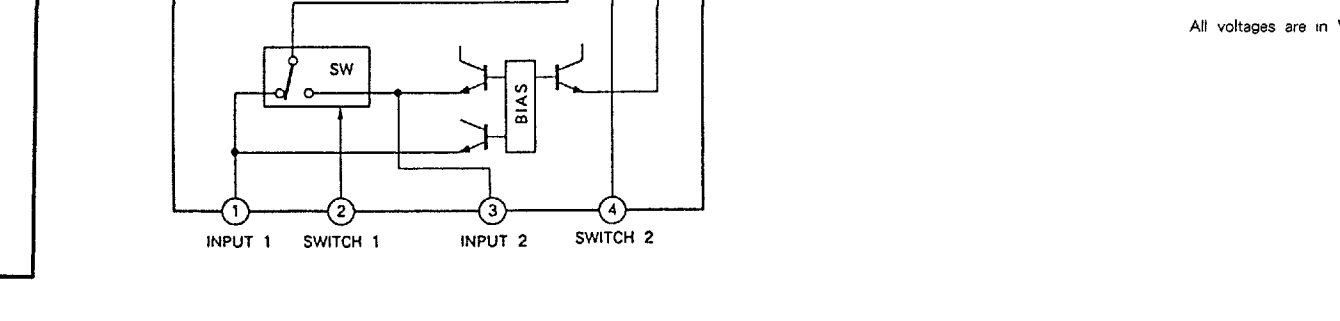 All voltages are in
SW
BIAS
1
2
3
4
INPUT 1
SWITCH 1
INPUT 2
SWITCH 2